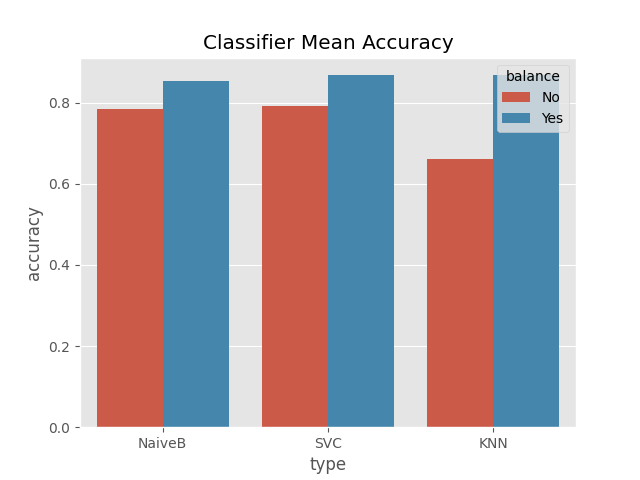 Classifier Mean Accuracy
balance
No
Yes
accuracy
0.8
0.6
0.4
0.2
0.0
NaiveB SVC KNN
type